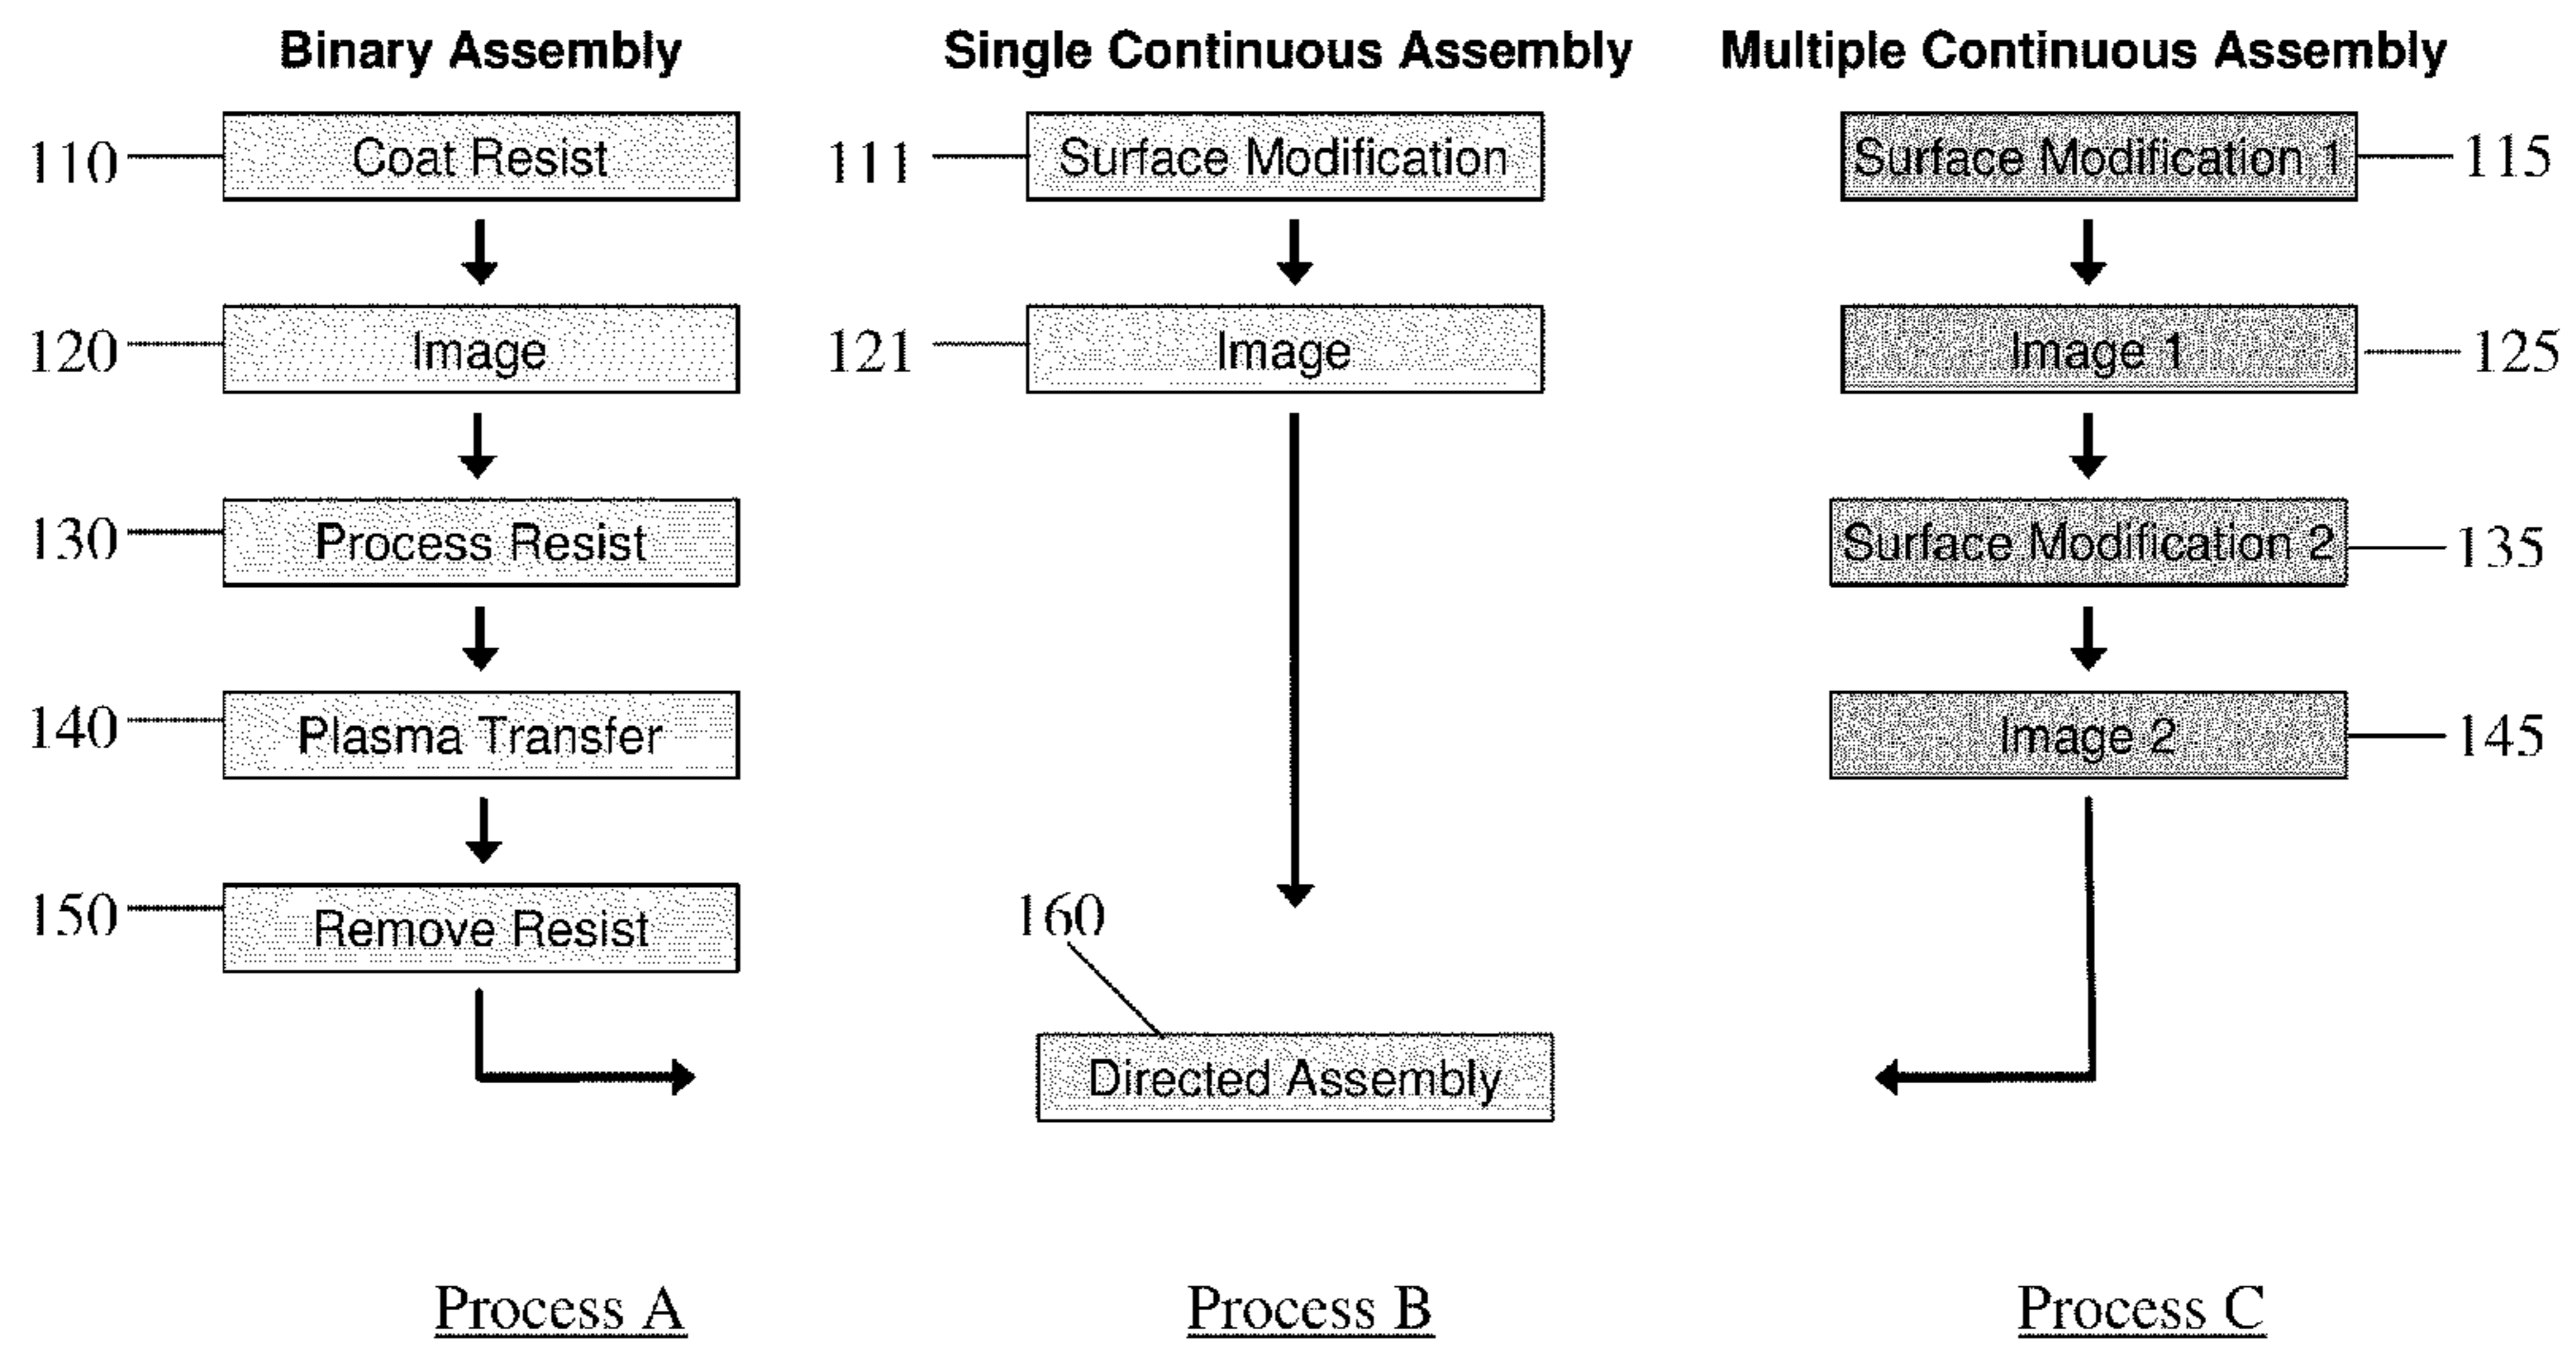 Binary Assembly
110
Coat Resist
120
Image
130
Process Resist
140
Plasma Transfer
150
Remove Resist
Single Continuous Assembly
111
Surface Modification
121
Image
160
Directed Assembly
Multiple Continuous Assembly
Surface Modification 1
115
Image 1
125
Surface Modification 2
135
Image 2
145
Process A
Process B
Process C